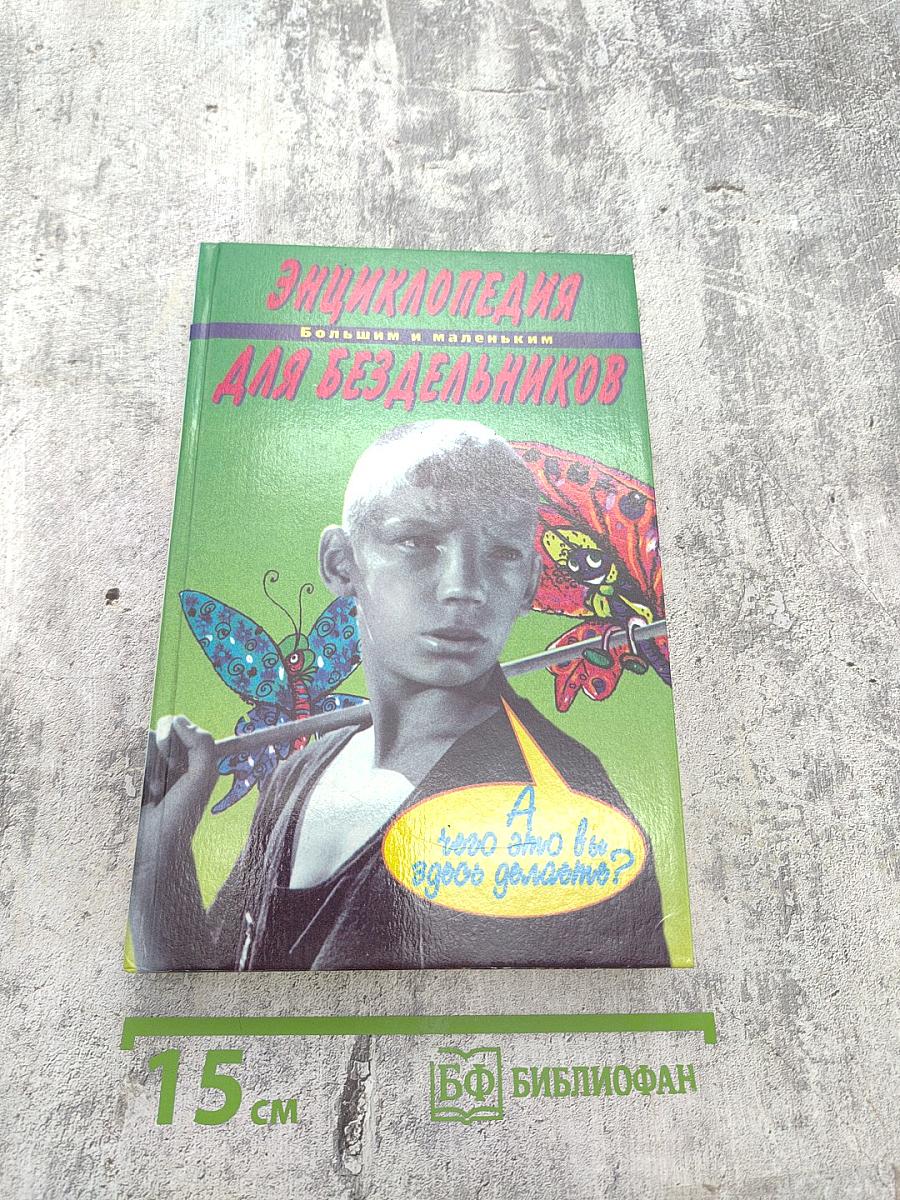 ЭНЦИКЛОПЕДИЯ
Большим и маленьким
ДЛЯ БЕЗДЕЛЬНИКОВ
А
чего это вы
здесь делаете?
15 см
БФ БИБЛИОФАН